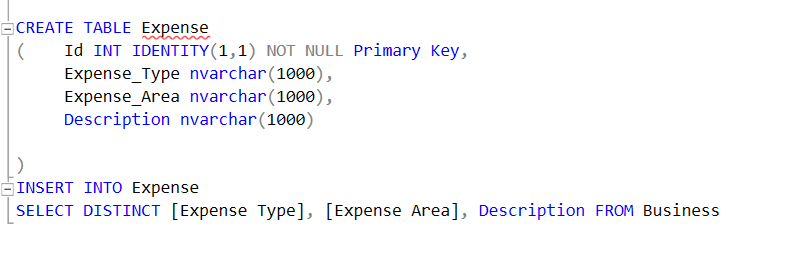 CREATE TABLE Expense
(    Id INT IDENTITY(1,1) NOT NULL Primary Key,
     Expense_Type nvarchar(1000),
     Expense_Area nvarchar(1000),
     Description nvarchar(1000)
)
INSERT INTO Expense
SELECT DISTINCT [Expense Type], [Expense Area], Description FROM Business